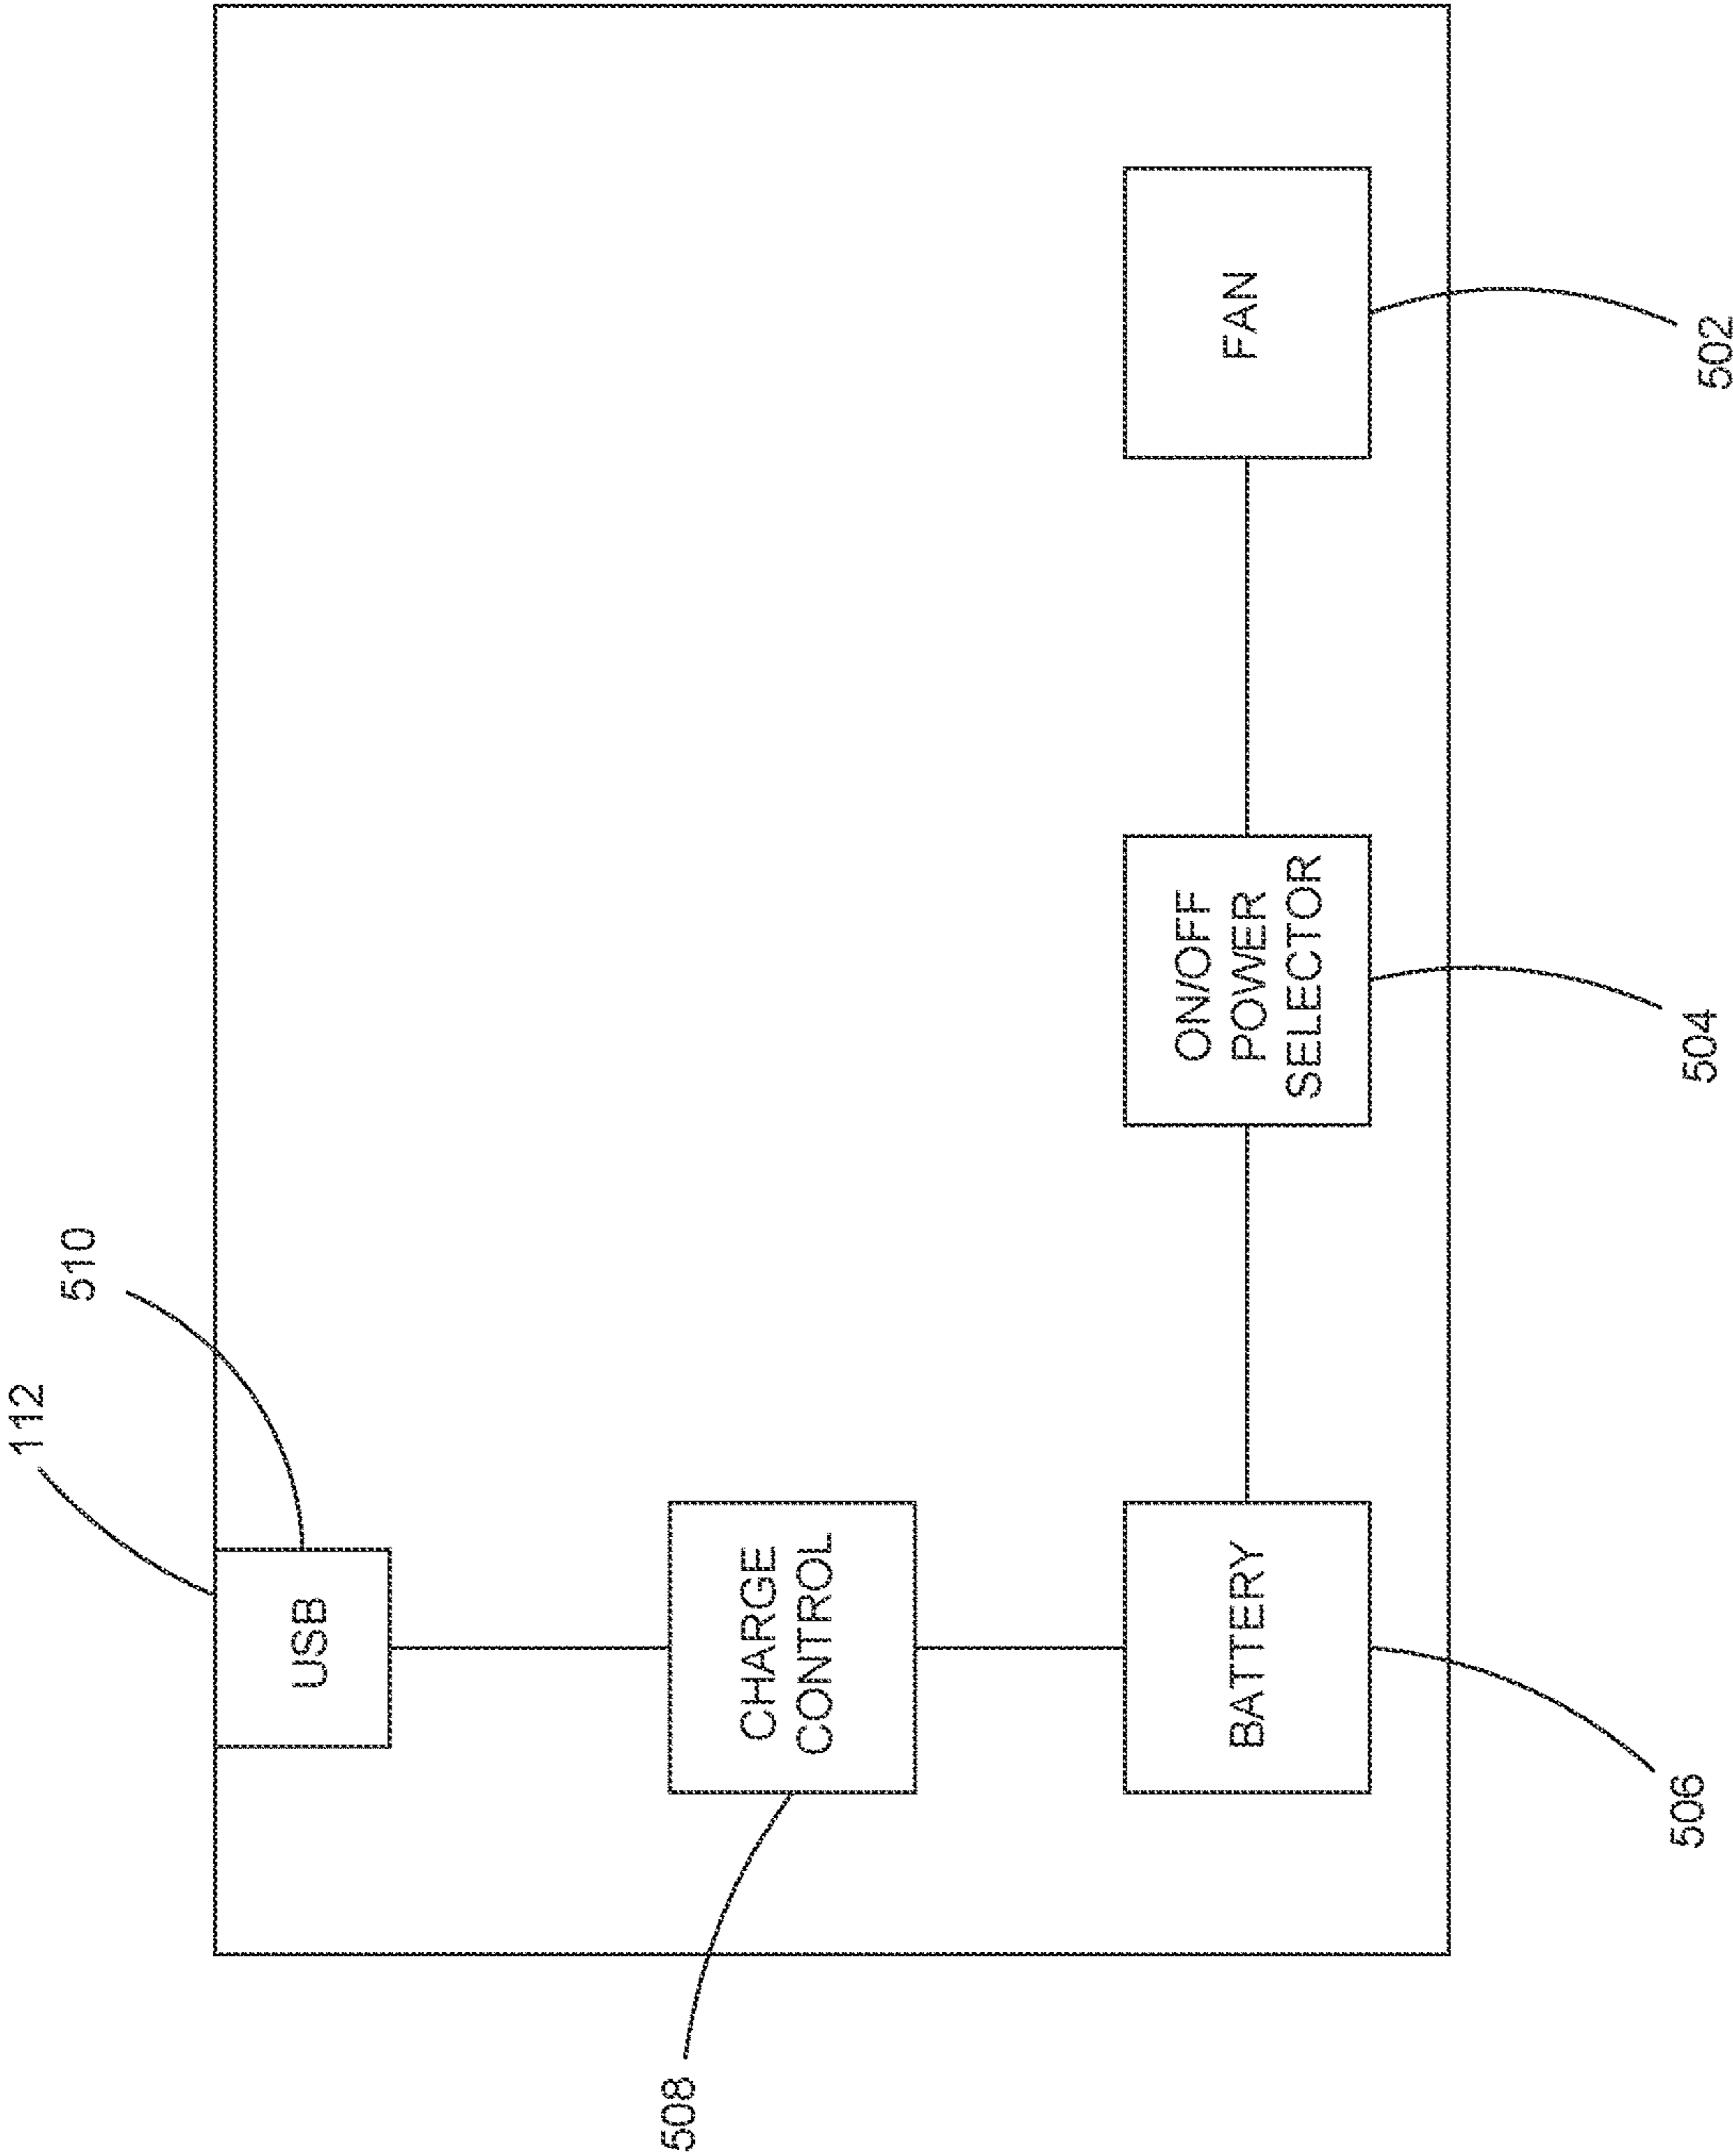 112
510
USB
508
CHARGE
CONTROL
BATTERY
506
ON/OFF
POWER
SELECTOR
504
FAN
502